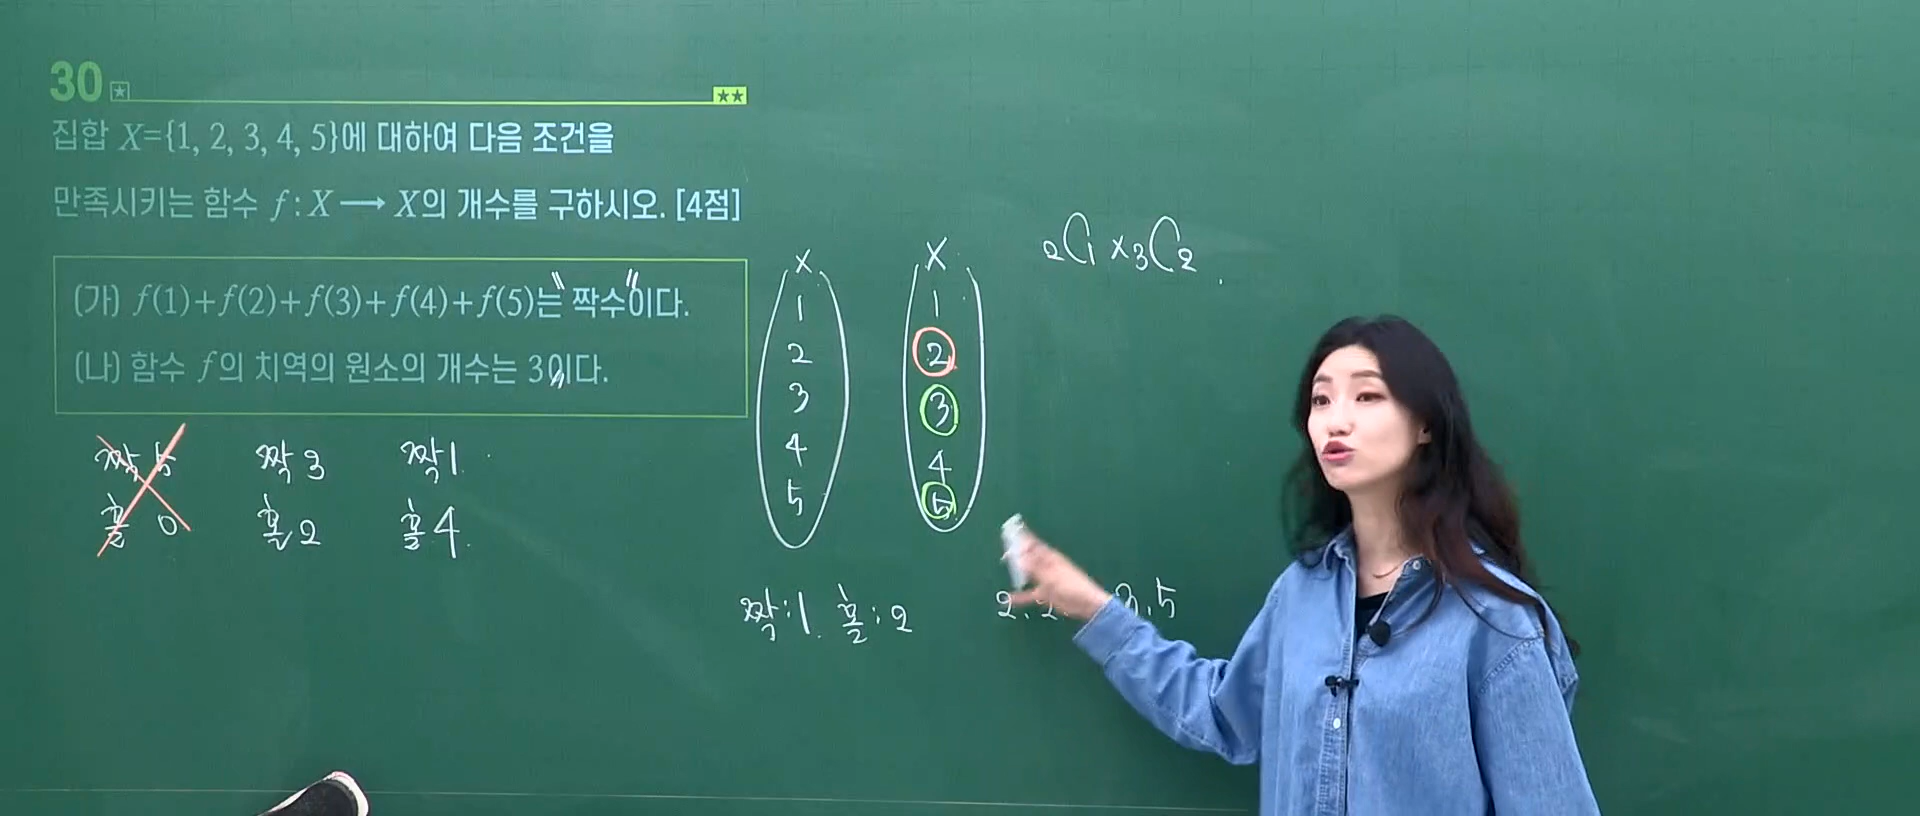 30
집합 X={1, 2, 3, 4, 5}에 대하여 다음 조건을
만족시키는 함수 f : X ⟶ X의 개수를 구하시오. [4점]
(가) f(1)+f(2)+f(3)+f(4)+f(5)는 "짝수"이다.
(나) 함수 f의 치역의 원소의 개수는 3이다.
짝 5 짝 3 짝 1
홀 0 홀 2 홀 4
X X
1 1
2 2
3 3
4 4
5 5
₂C₁ × ₃C₂
짝 : 1. 홀 : 2
2. 2 3. 5